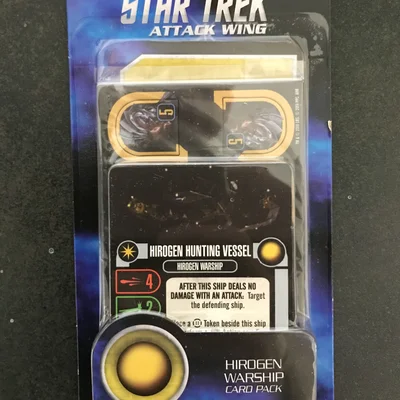 STAR TREK
ATTACK WING
5
5
HIROGEN HUNTING VESSEL
HIROGEN WARSHIP
4
AFTER THIS SHIP DEALS NO
DAMAGE WITH AN ATTACK: Target
the defending ship.
2
Token beside this ship
HIROGEN
WARSHIP
CARD PACK